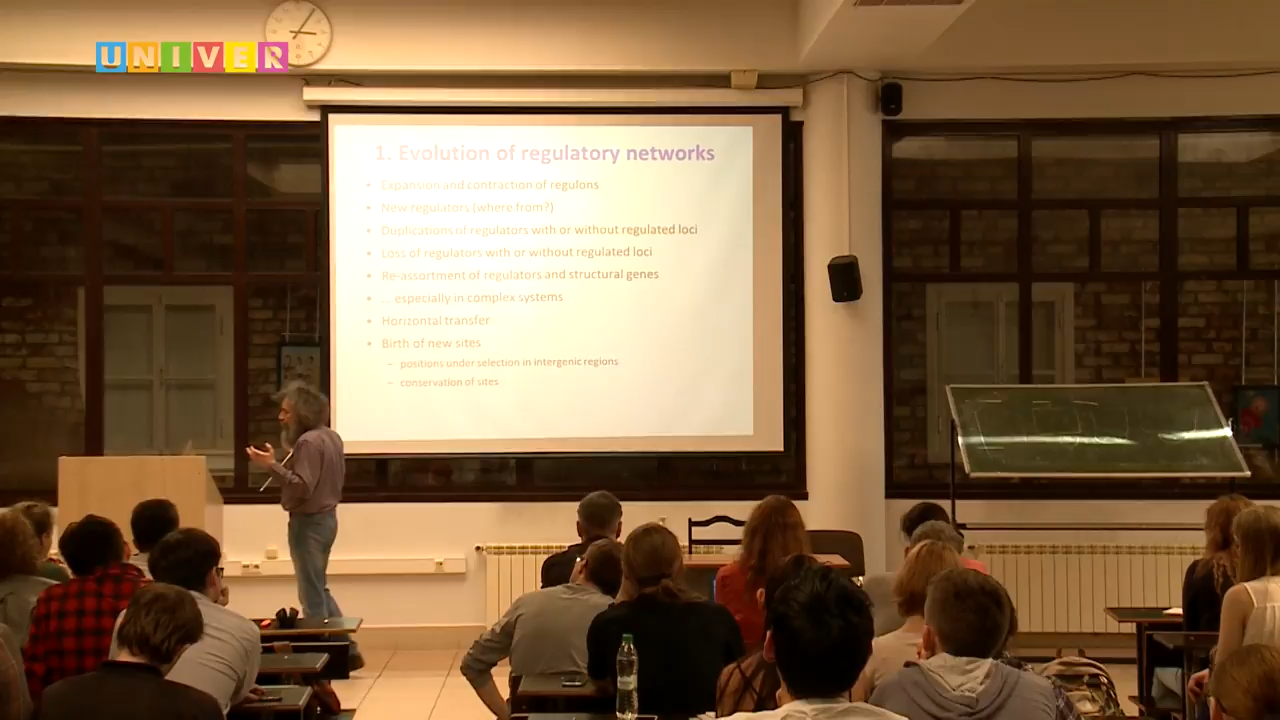 UNIVER
1. Evolution of regulatory networks
• Expansion and contraction of regulons
• New regulators (where from?)
• Duplications of regulators with or without regulated loci
• Loss of regulators with or without regulated loci
• Re-assortment of regulators and structural genes
• ... especially in complex systems
• Horizontal transfer
• Birth of new sites
– positions under selection in intergenic regions
– conservation of sites